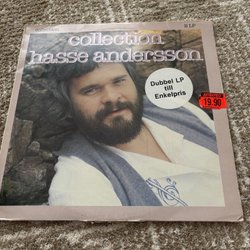 2 LP
collection
hasse andersson
Dubbel LP
till
Enkelpris
19.90